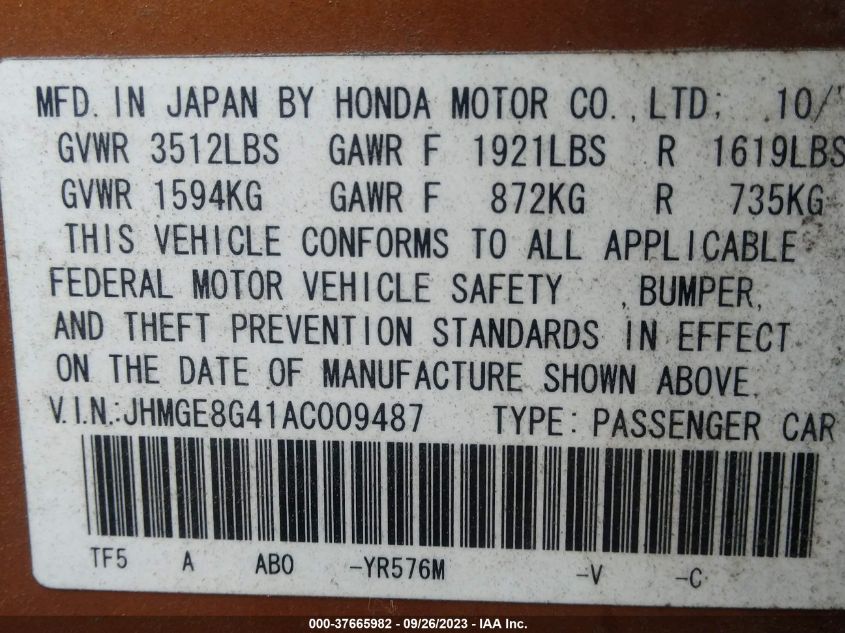 MFD. IN JAPAN BY HONDA MOTOR CO., LTD; 10/
GVWR 3512LBS GAWR F 1921LBS R 1619LBS
GVWR 1594KG GAWR F 872KG R 735KG
THIS VEHICLE CONFORMS TO ALL APPLICABLE
FEDERAL MOTOR VEHICLE SAFETY , BUMPER,
AND THEFT PREVENTION STANDARDS IN EFFECT
ON THE DATE OF MANUFACTURE SHOWN ABOVE.
V.I.N.: JHMGE8G41AC009487 TYPE: PASSENGER CAR
TF5 A AB0 -YR576M -V -C
000-37665982 / 09/26/2023 - IAA Inc.